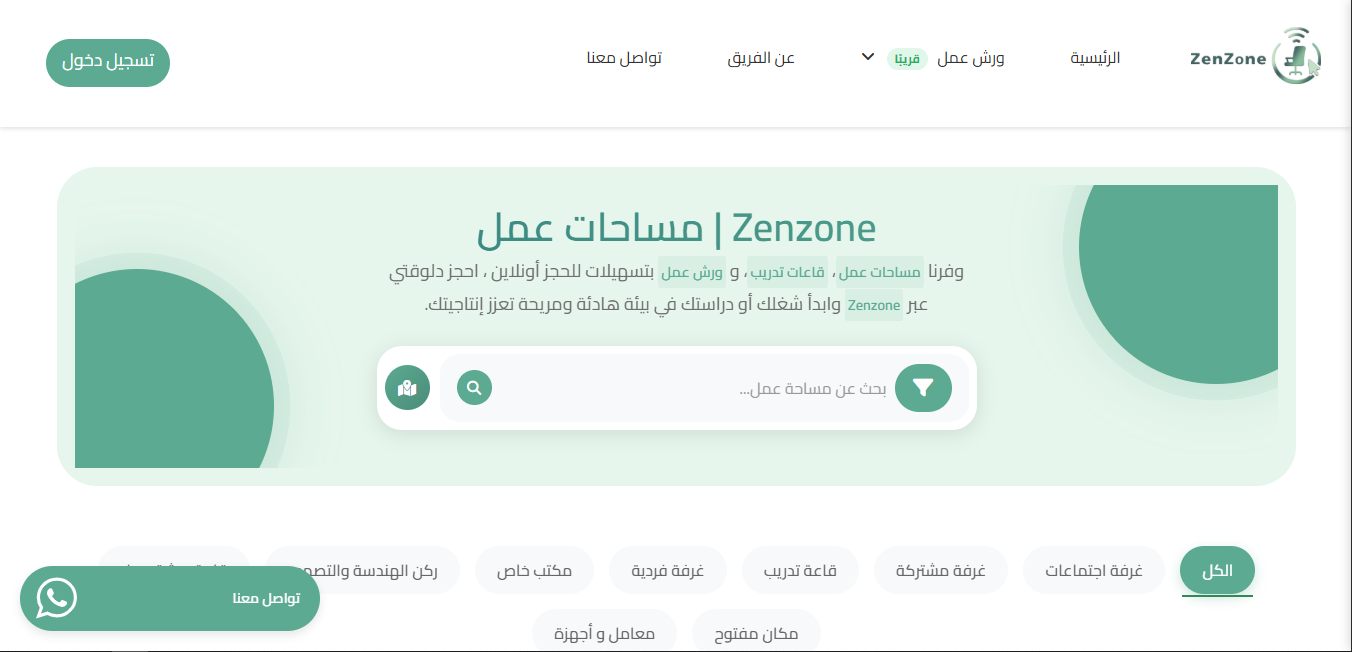 ZenZone
الرئيسية
ورش عمل قريبًا
عن الفريق
تواصل معنا
تسجيل دخول
Zenzone | مساحات عمل
وفرنا مساحات عمل ، قاعات تدريب ، و ورش عمل بتسهيلات للحجز أونلاين ، احجز دلوقتي
عبر Zenzone وابدأ شغلك أو دراستك في بيئة هادئة ومريحة تعزز إنتاجيتك.
بحث عن مساحة عمل...
الكل
غرفة اجتماعات
غرفة مشتركة
قاعة تدريب
غرفة فردية
مكتب خاص
ركن الهندسة والتصم
مكان مفتوح
معامل و أجهزة
تواصل معنا